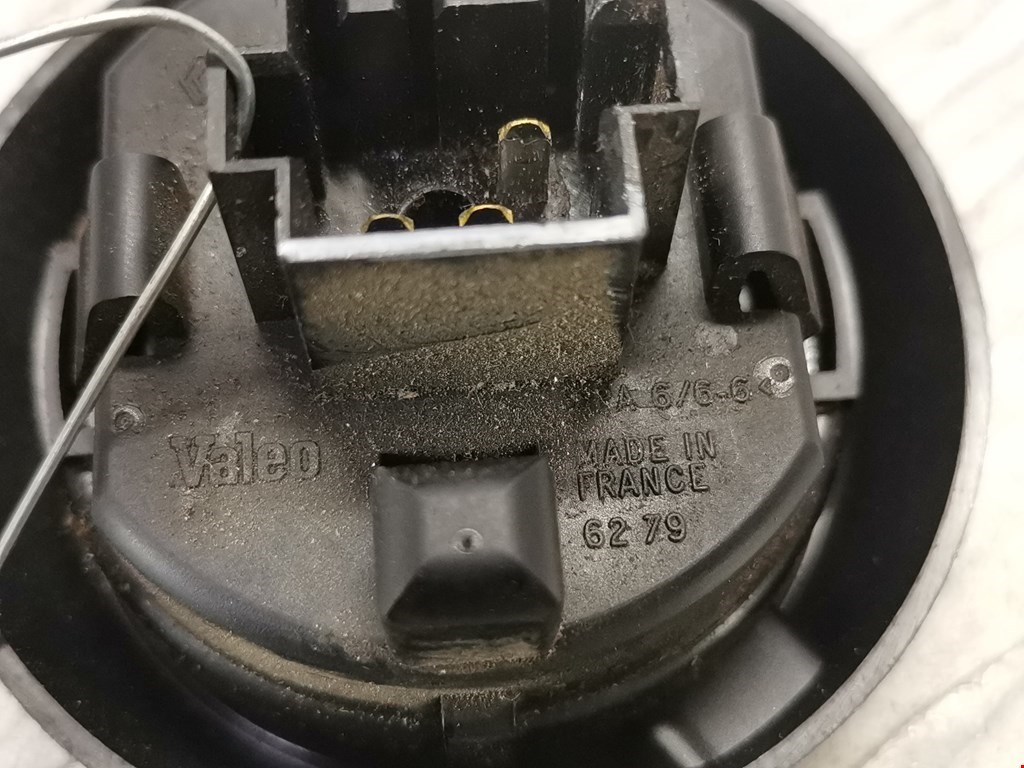 A 6/6-6<
Valeo
MADE IN
FRANCE
62 79